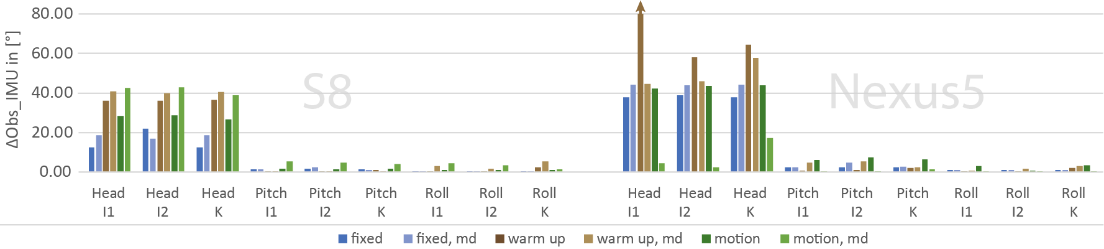 ΔObs_IMU in [°]
80.00
60.00
40.00
20.00
0.00
S8
Nexus5
Head Head Head Pitch Pitch Pitch Roll Roll Roll Head Head Head Pitch Pitch Pitch Roll Roll Roll
I1 I2 K I1 I2 K I1 I2 K I1 I2 K I1 I2 K I1 I2 K
fixed fixed, md warm up warm up, md motion motion, md